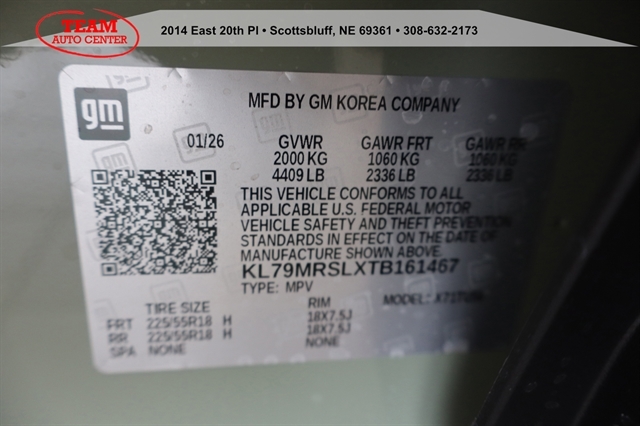 TEAM
AUTO CENTER
2014 East 20th Pl • Scottsbluff, NE 69361 • 308-632-2173
gm
MFD BY GM KOREA COMPANY
01/26 GVWR GAWR FRT GAWR RR
2000 KG 1060 KG 1060 KG
4409 LB 2336 LB 2336 LB
THIS VEHICLE CONFORMS TO ALL
APPLICABLE U.S. FEDERAL MOTOR
VEHICLE SAFETY AND THEFT PREVENTION
STANDARDS IN EFFECT ON THE DATE OF
MANUFACTURE SHOWN ABOVE.
KL79MRSLXTB161467
TYPE: MPV MODEL:
TIRE SIZE RIM
FRT 225/55R18 H 18X7.5J
RR 225/55R18 H 18X7.5J
SPA NONE NONE